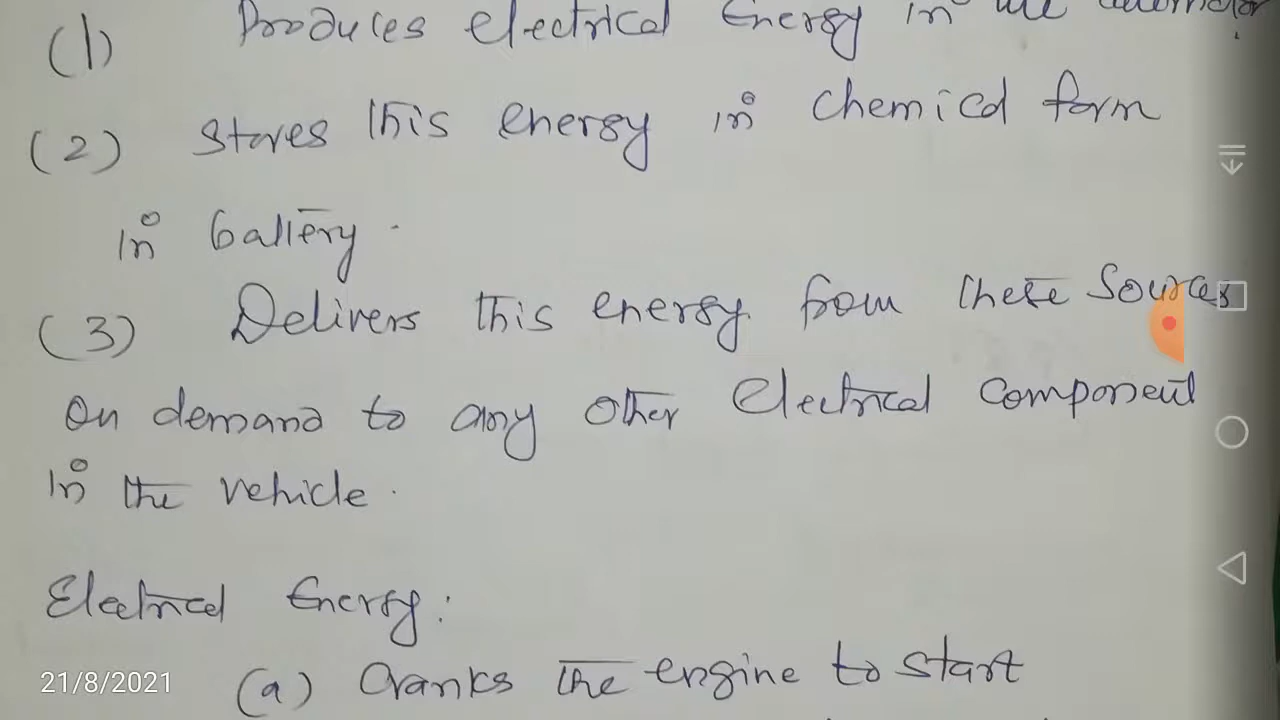 (1) Produces electrical Energy in
(2) Stores this energy in chemical form
in battery.
(3) Delivers this energy from these Sources
on demand to any other electrical component
in the vehicle.
Electrical Energy:
(a) Cranks the engine to start
21/8/2021